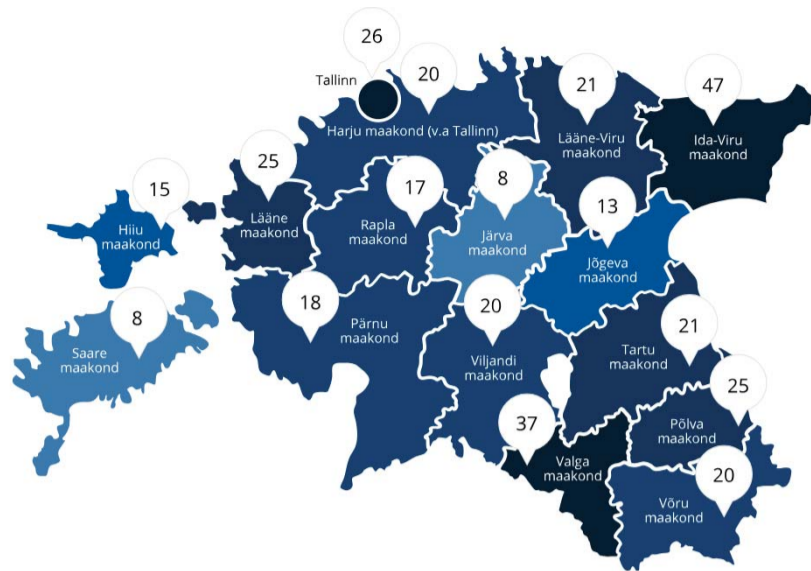 26
Tallinn
20
Harju maakond (v.a Tallinn)
21
Lääne-Viru
maakond
47
Ida-Viru
maakond
25
Lääne
maakond
17
Rapla
maakond
8
Järva
maakond
13
Jõgeva
maakond
15
Hiiu
maakond
8
Saare
maakond
18
Pärnu
maakond
20
Viljandi
maakond
21
Tartu
maakond
25
Põlva
maakond
37
Valga
maakond
20
Võru
maakond